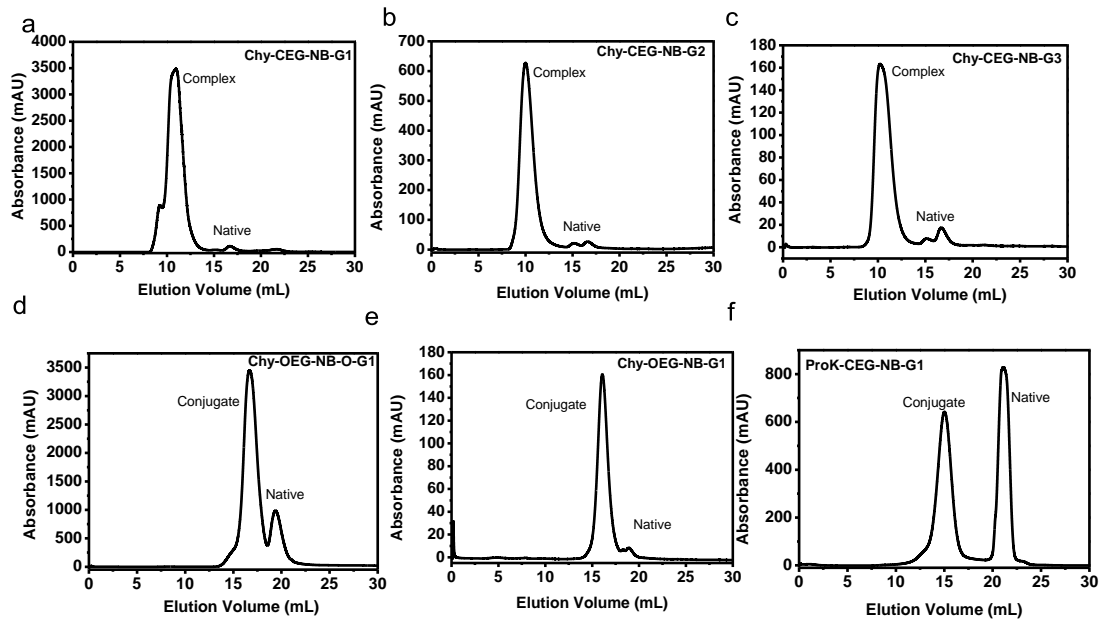 a
Chy-CEG-NB-G1
Complex
Native
Absorbance (mAU)
4000
3500
3000
2500
2000
1500
1000
500
0
0 5 10 15 20 25 30
Elution Volume (mL)
b
Chy-CEG-NB-G2
Complex
Native
Absorbance (mAU)
700
600
500
400
300
200
100
0
0 5 10 15 20 25 30
Elution Volume (mL)
c
Chy-CEG-NB-G3
Complex
Native
Absorbance (mAU)
180
160
140
120
100
80
60
40
20
0
0 5 10 15 20 25 30
Elution Volume (mL)
d
Chy-OEG-NB-O-G1
Conjugate
Native
Absorbance (mAU)
3500
3000
2500
2000
1500
1000
500
0
0 5 10 15 20 25 30
Elution Volume (mL)
e
Chy-OEG-NB-G1
Conjugate
Native
Absorbance (mAU)
180
160
140
120
100
80
60
40
20
0
0 5 10 15 20 25 30
Elution Volume (mL)
f
ProK-CEG-NB-G1
Conjugate
Native
Absorbance (mAU)
800
600
400
200
0
0 5 10 15 20 25 30
Elution Volume (mL)